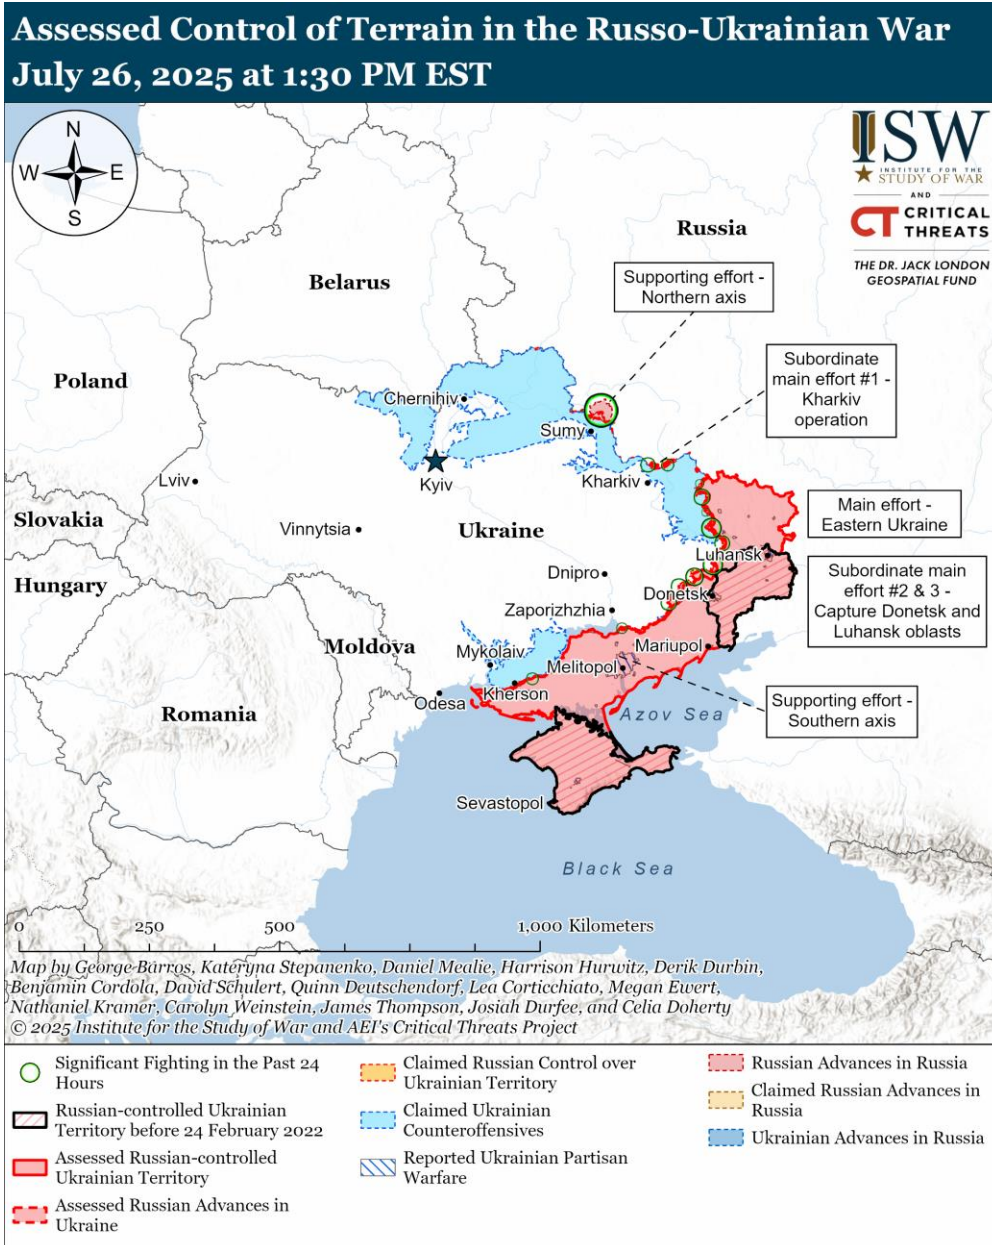 Assessed Control of Terrain in the Russo-Ukrainian War
July 26, 2025 at 1:30 PM EST
N
W
E
S
ISW
INSTITUTE FOR THE
STUDY OF WAR
AND
CT CRITICAL
THREATS
THE DR. JACK LONDON
GEOSPATIAL FUND
Russia
Supporting effort -
Northern axis
Belarus
Subordinate
main effort #1 -
Kharkiv
operation
Poland
Chernihiv
Sumy
Kyiv
Lviv
Kharkiv
Slovakia
Vinnytsia
Ukraine
Main effort -
Eastern Ukraine
Luhansk
Hungary
Dnipro
Donetsk
Subordinate main
effort #2 & 3 -
Capture Donetsk and
Luhansk oblasts
Zaporizhzhia
Moldova
Mykolaiv
Mariupol
Melitopol
Kherson
Odesa
Romania
Azov Sea
Supporting effort -
Southern axis
Sevastopol
Black Sea
0
250
500
1,000 Kilometers
Map by George Barros, Kateryna Stepanenko, Daniel Mealie, Harrison Hurwitz, Derik Durbin,
Benjamin Cordola, David Schulert, Quinn Deutschendorf, Lea Corticchiato, Megan Ewert,
Nathaniel Kramer, Carolyn Weinstein, James Thompson, Josiah Durfee, and Celia Doherty
© 2025 Institute for the Study of War and AEI's Critical Threats Project
Significant Fighting in the Past 24
Hours
Russian-controlled Ukrainian
Territory before 24 February 2022
Assessed Russian-controlled
Ukrainian Territory
Assessed Russian Advances in
Ukraine
Claimed Russian Control over
Ukrainian Territory
Claimed Ukrainian
Counteroffensives
Reported Ukrainian Partisan
Warfare
Russian Advances in Russia
Claimed Russian Advances in
Russia
Ukrainian Advances in Russia